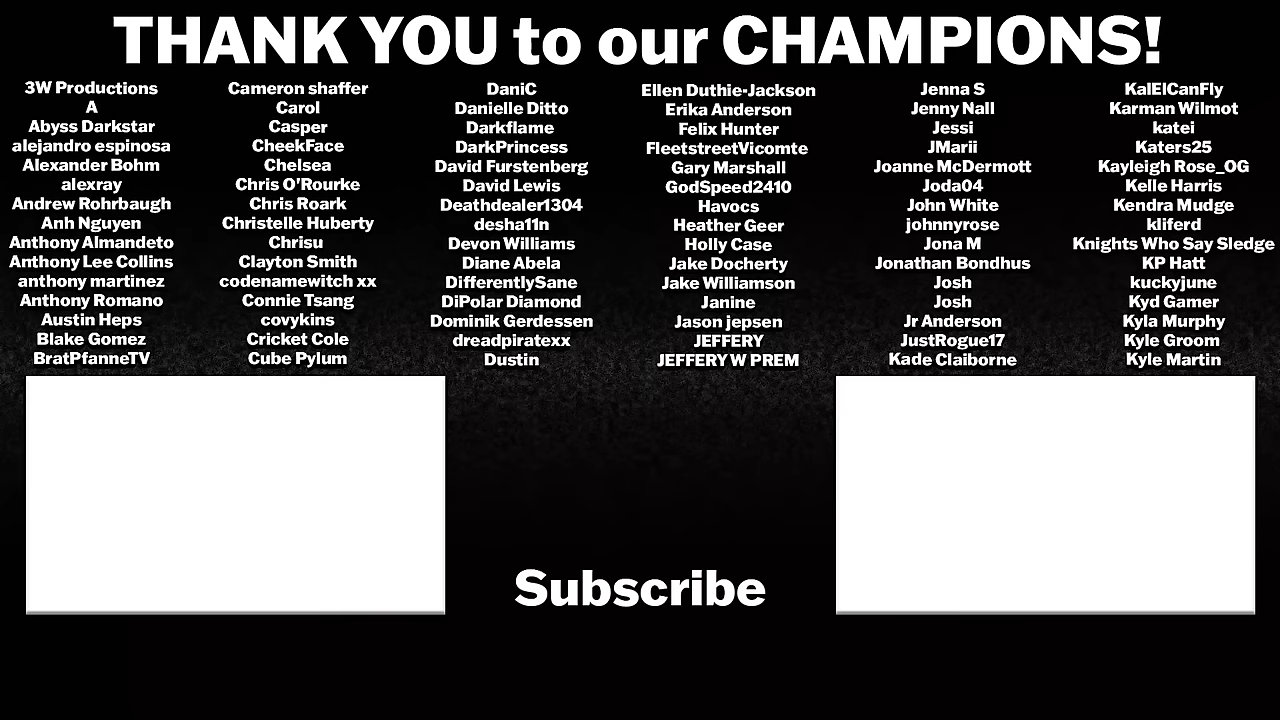 THANK YOU to our CHAMPIONS!
3W Productions
A
Abyss Darkstar
alejandro espinosa
Alexander Bohm
alexray
Andrew Rohrbaugh
Anh Nguyen
Anthony Almandeto
Anthony Lee Collins
anthony martinez
Anthony Romano
Austin Heps
Blake Gomez
BratPfanneTV
Cameron shaffer
Carol
Casper
CheekFace
Chelsea
Chris O'Rourke
Chris Roark
Christelle Huberty
Chrisu
Clayton Smith
codenamewitch xx
Connie Tsang
covykins
Cricket Cole
Cube Pylum
DaniC
Danielle Ditto
Darkflame
DarkPrincess
David Furstenberg
David Lewis
Deathdealer1304
desha11n
Devon Williams
Diane Abela
DifferentlySane
DiPolar Diamond
Dominik Gerdessen
dreadpiratexx
Dustin
Ellen Duthie-Jackson
Erika Anderson
Felix Hunter
FleetstreetVicomte
Gary Marshall
GodSpeed2410
Havocs
Heather Geer
Holly Case
Jake Docherty
Jake Williamson
Janine
Jason jepsen
JEFFERY
JEFFERY W PREM
Jenna S
Jenny Nall
Jessi
JMarii
Joanne McDermott
Joda04
John White
johnnyrose
Jona M
Jonathan Bondhus
Josh
Josh
Jr Anderson
JustRogue17
Kade Claiborne
KalElCanFly
Karman Wilmot
katei
Katers25
Kayleigh Rose_OG
Kelle Harris
Kendra Mudge
kliferd
Knights Who Say Sledge
KP Hatt
kuckyjune
Kyd Gamer
Kyla Murphy
Kyle Groom
Kyle Martin
Subscribe